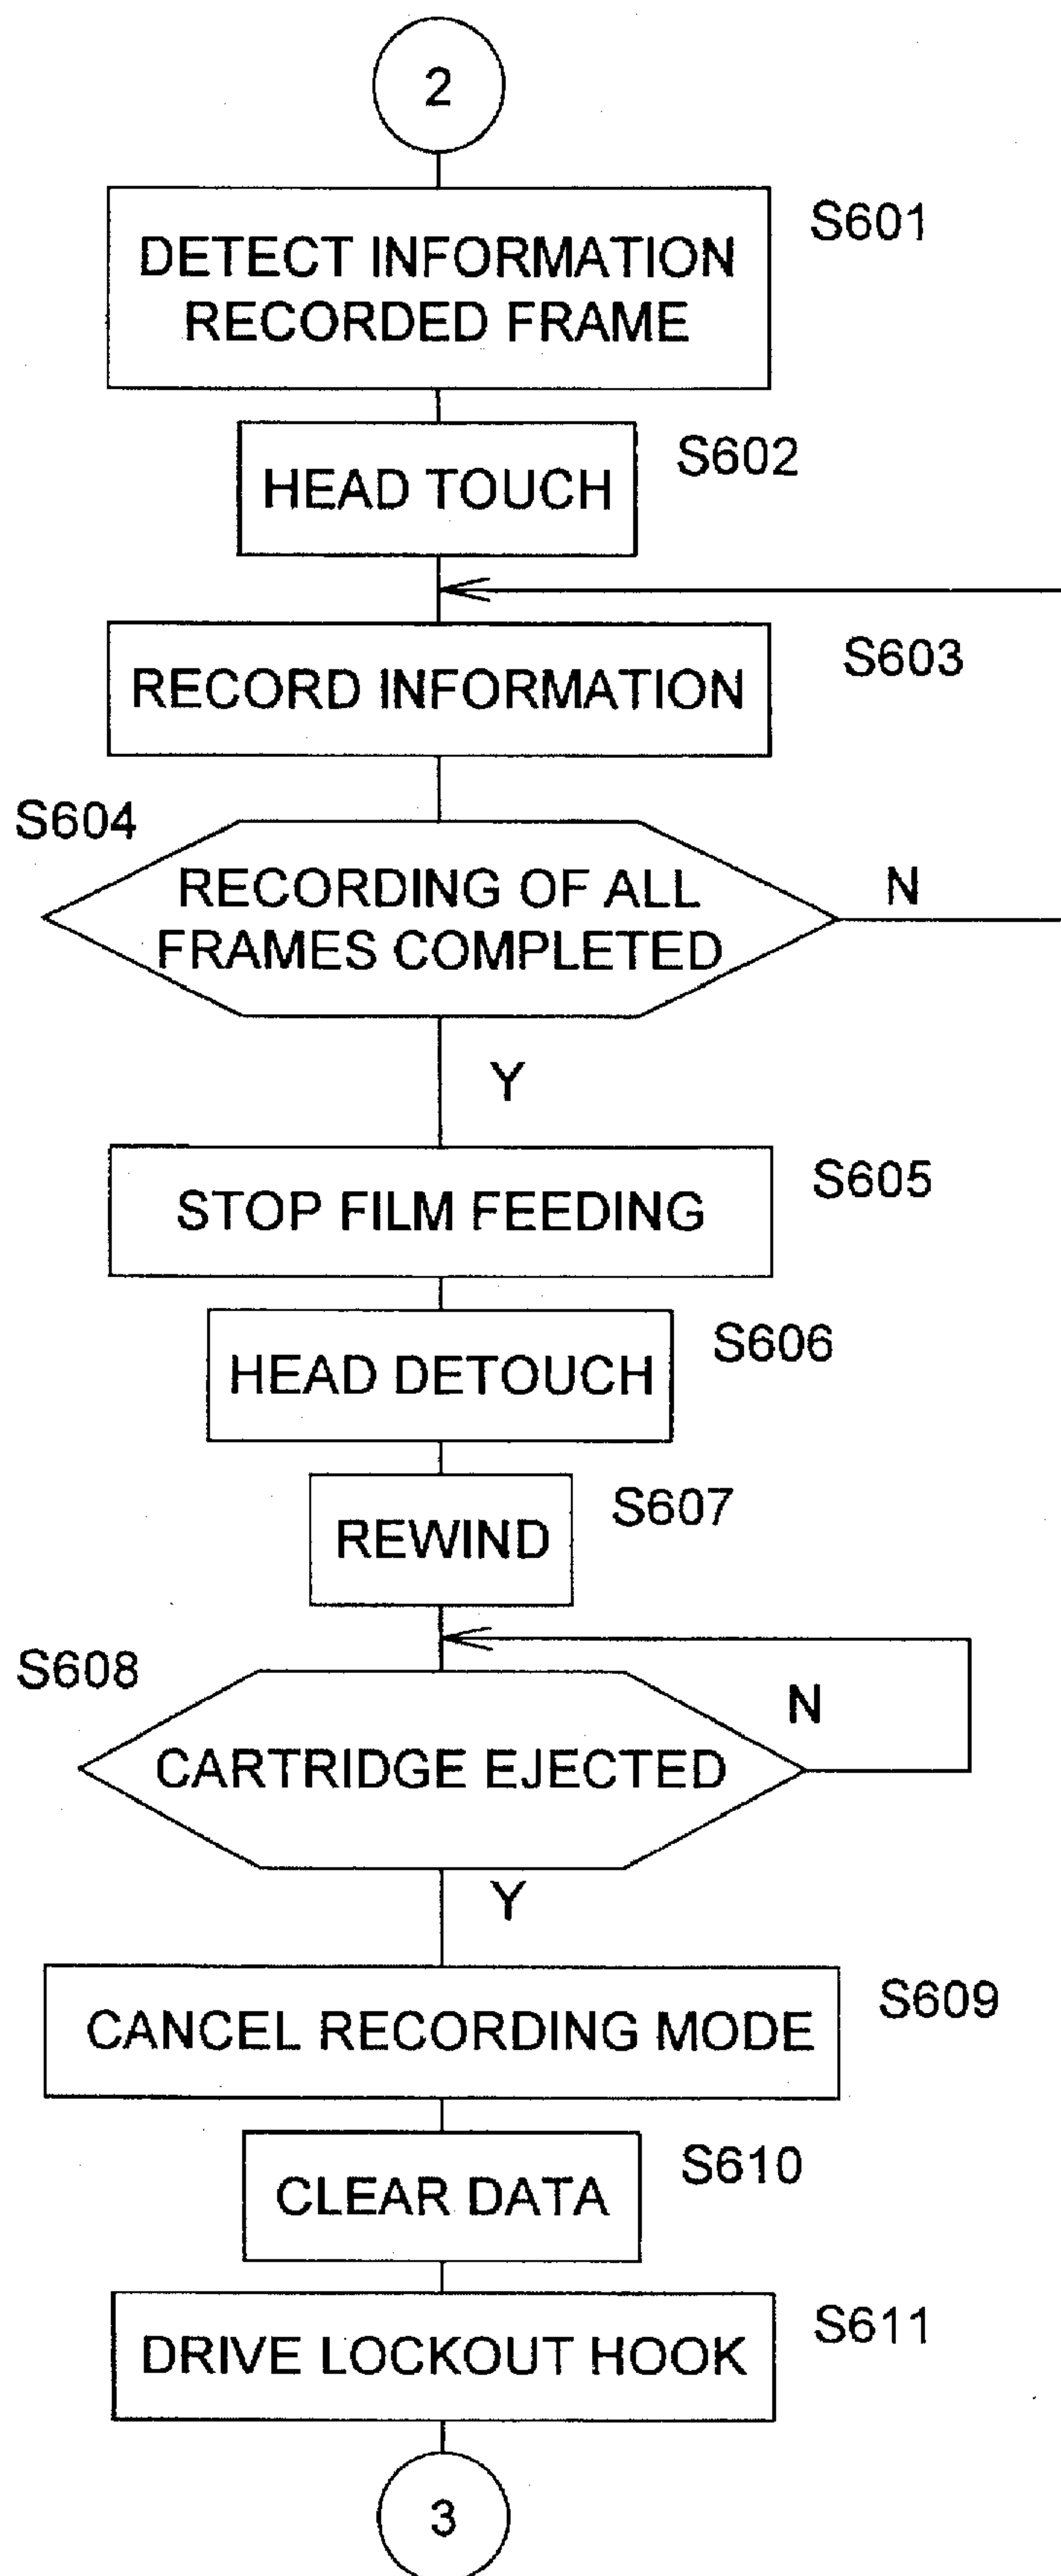 2
S601
DETECT INFORMATION
RECORDED FRAME
S602
HEAD TOUCH
S603
RECORD INFORMATION
S604
RECORDING OF ALL
FRAMES COMPLETED
N
Y
S605
STOP FILM FEEDING
S606
HEAD DETOUCH
S607
REWIND
S608
CARTRIDGE EJECTED
N
Y
S609
CANCEL RECORDING MODE
S610
CLEAR DATA
S611
DRIVE LOCKOUT HOOK
3